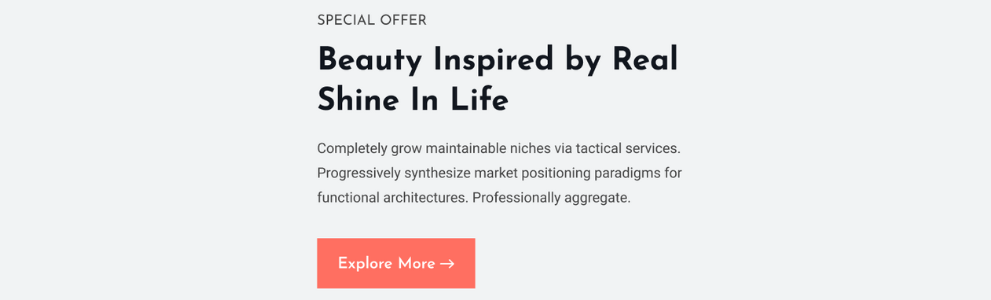 SPECIAL OFFER
Beauty Inspired by Real
Shine In Life
Completely grow maintainable niches via tactical services.
Progressively synthesize market positioning paradigms for
functional architectures. Professionally aggregate.
Explore More →